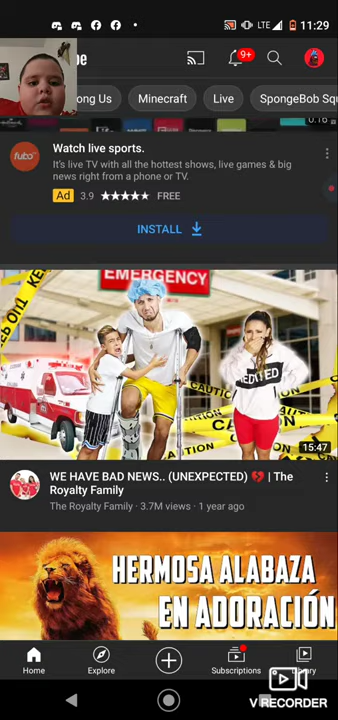 LTE 11:29
9+
ong Us Minecraft Live SpongeBob Squ
0:16
Watch live sports.
fubo
It's live TV with all the hottest shows, live games & big
news right from a phone or TV.
Ad 3.9 ★★★★★ FREE
INSTALL
EMERGENCY
CAUTION
15:47
WE HAVE BAD NEWS.. (UNEXPECTED) 💔 | The
Royalty Family
The Royalty Family · 3.7M views · 1 year ago
HERMOSA ALABAZA
EN ADORACIÓN
Home Explore Subscriptions Library
V RECORDER